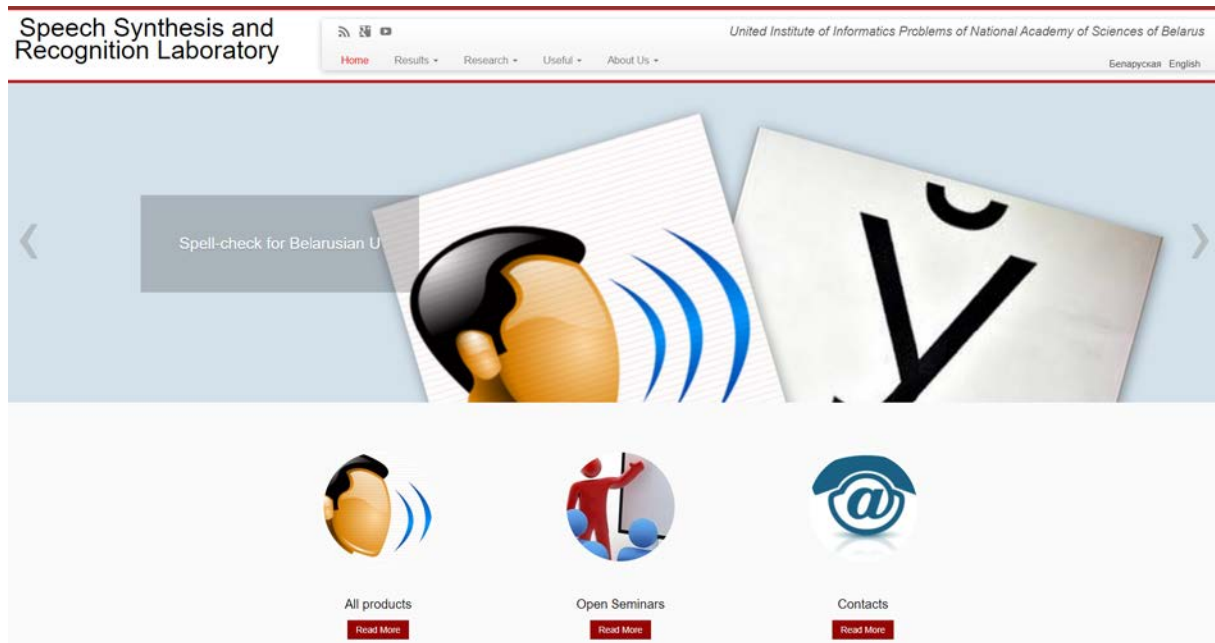 Speech Synthesis and
Recognition Laboratory
United Institute of Informatics Problems of National Academy of Sciences of Belarus
Home Results Research Useful About Us
Беларуская English
Spell-check for Belarusian U
ў
@
All products Open Seminars Contacts
Read More Read More Read More